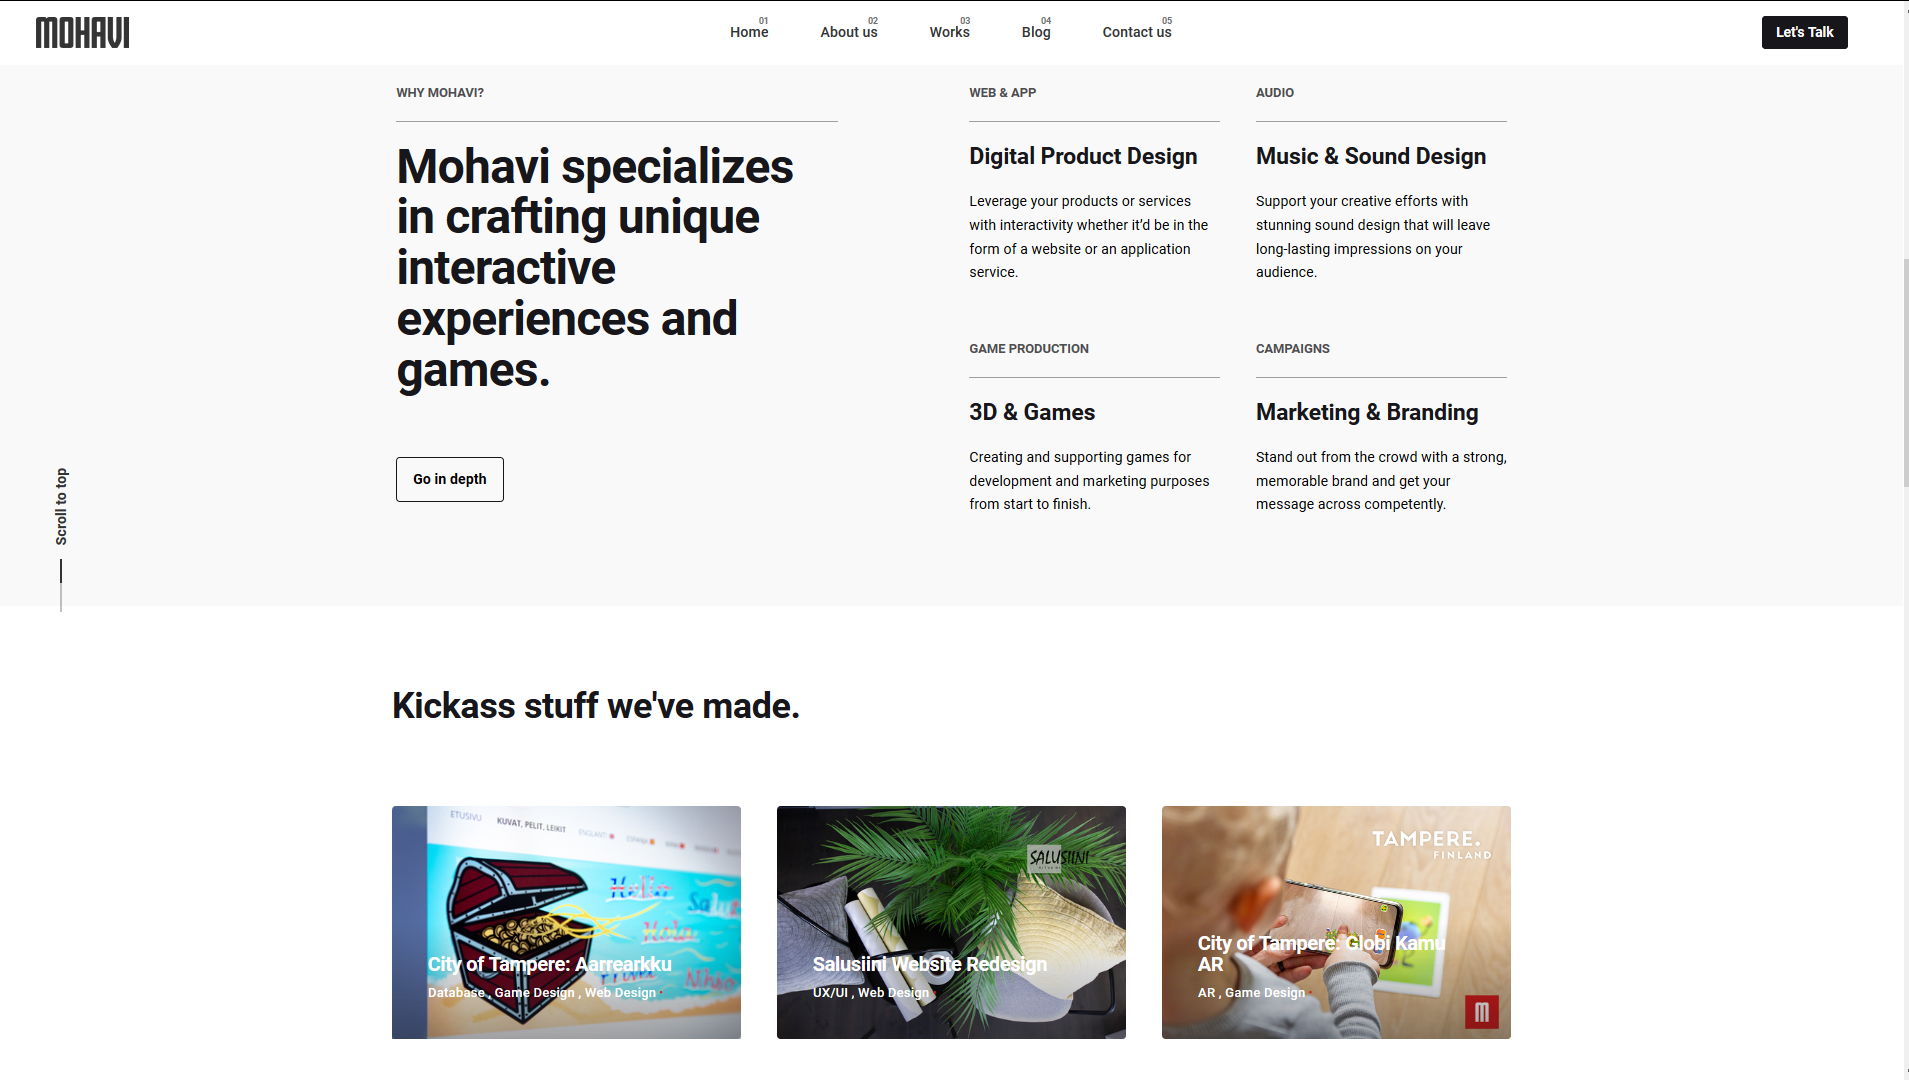 MOHAVI
Home 01
About us 02
Works 03
Blog 04
Contact us 05
Let's Talk
WHY MOHAVI?
Mohavi specializes
in crafting unique
interactive
experiences and
games.
Go in depth
WEB & APP
Digital Product Design
Leverage your products or services
with interactivity whether it’d be in the
form of a website or an application
service.
AUDIO
Music & Sound Design
Support your creative efforts with
stunning sound design that will leave
long-lasting impressions on your
audience.
GAME PRODUCTION
3D & Games
Creating and supporting games for
development and marketing purposes
from start to finish.
CAMPAIGNS
Marketing & Branding
Stand out from the crowd with a strong,
memorable brand and get your
message across competently.
Scroll to top
Kickass stuff we've made.
ETUSIVU KUVAT, PELIT, LEIKIT ENGLANTI
Hello
Hola
City of Tampere: Aarrearkku
Database , Game Design , Web Design
SALUSIINI
Salusiini Website Redesign
UX/UI , Web Design
TAMPERE.
FINLAND
City of Tampere: Globi Kamu
AR
AR , Game Design
M